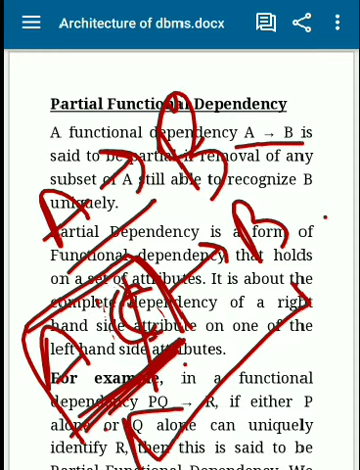 Architecture of dbms.docx
Partial Functional Dependency
A functional dependency A → B is
said to be partial if removal of any
subset of A still able to recognize B
uniquely.
Partial Dependency is a form of
Functional dependency that holds
on a set of attributes. It is about the
complete dependency of a right
hand side attribute on one of the
left hand side attributes.
For example, in a functional
dependency PQ → R, if either P
alone or Q alone can uniquely
identify R, then this is said to be
Partial Functional Dependency. We
A → B
A → B